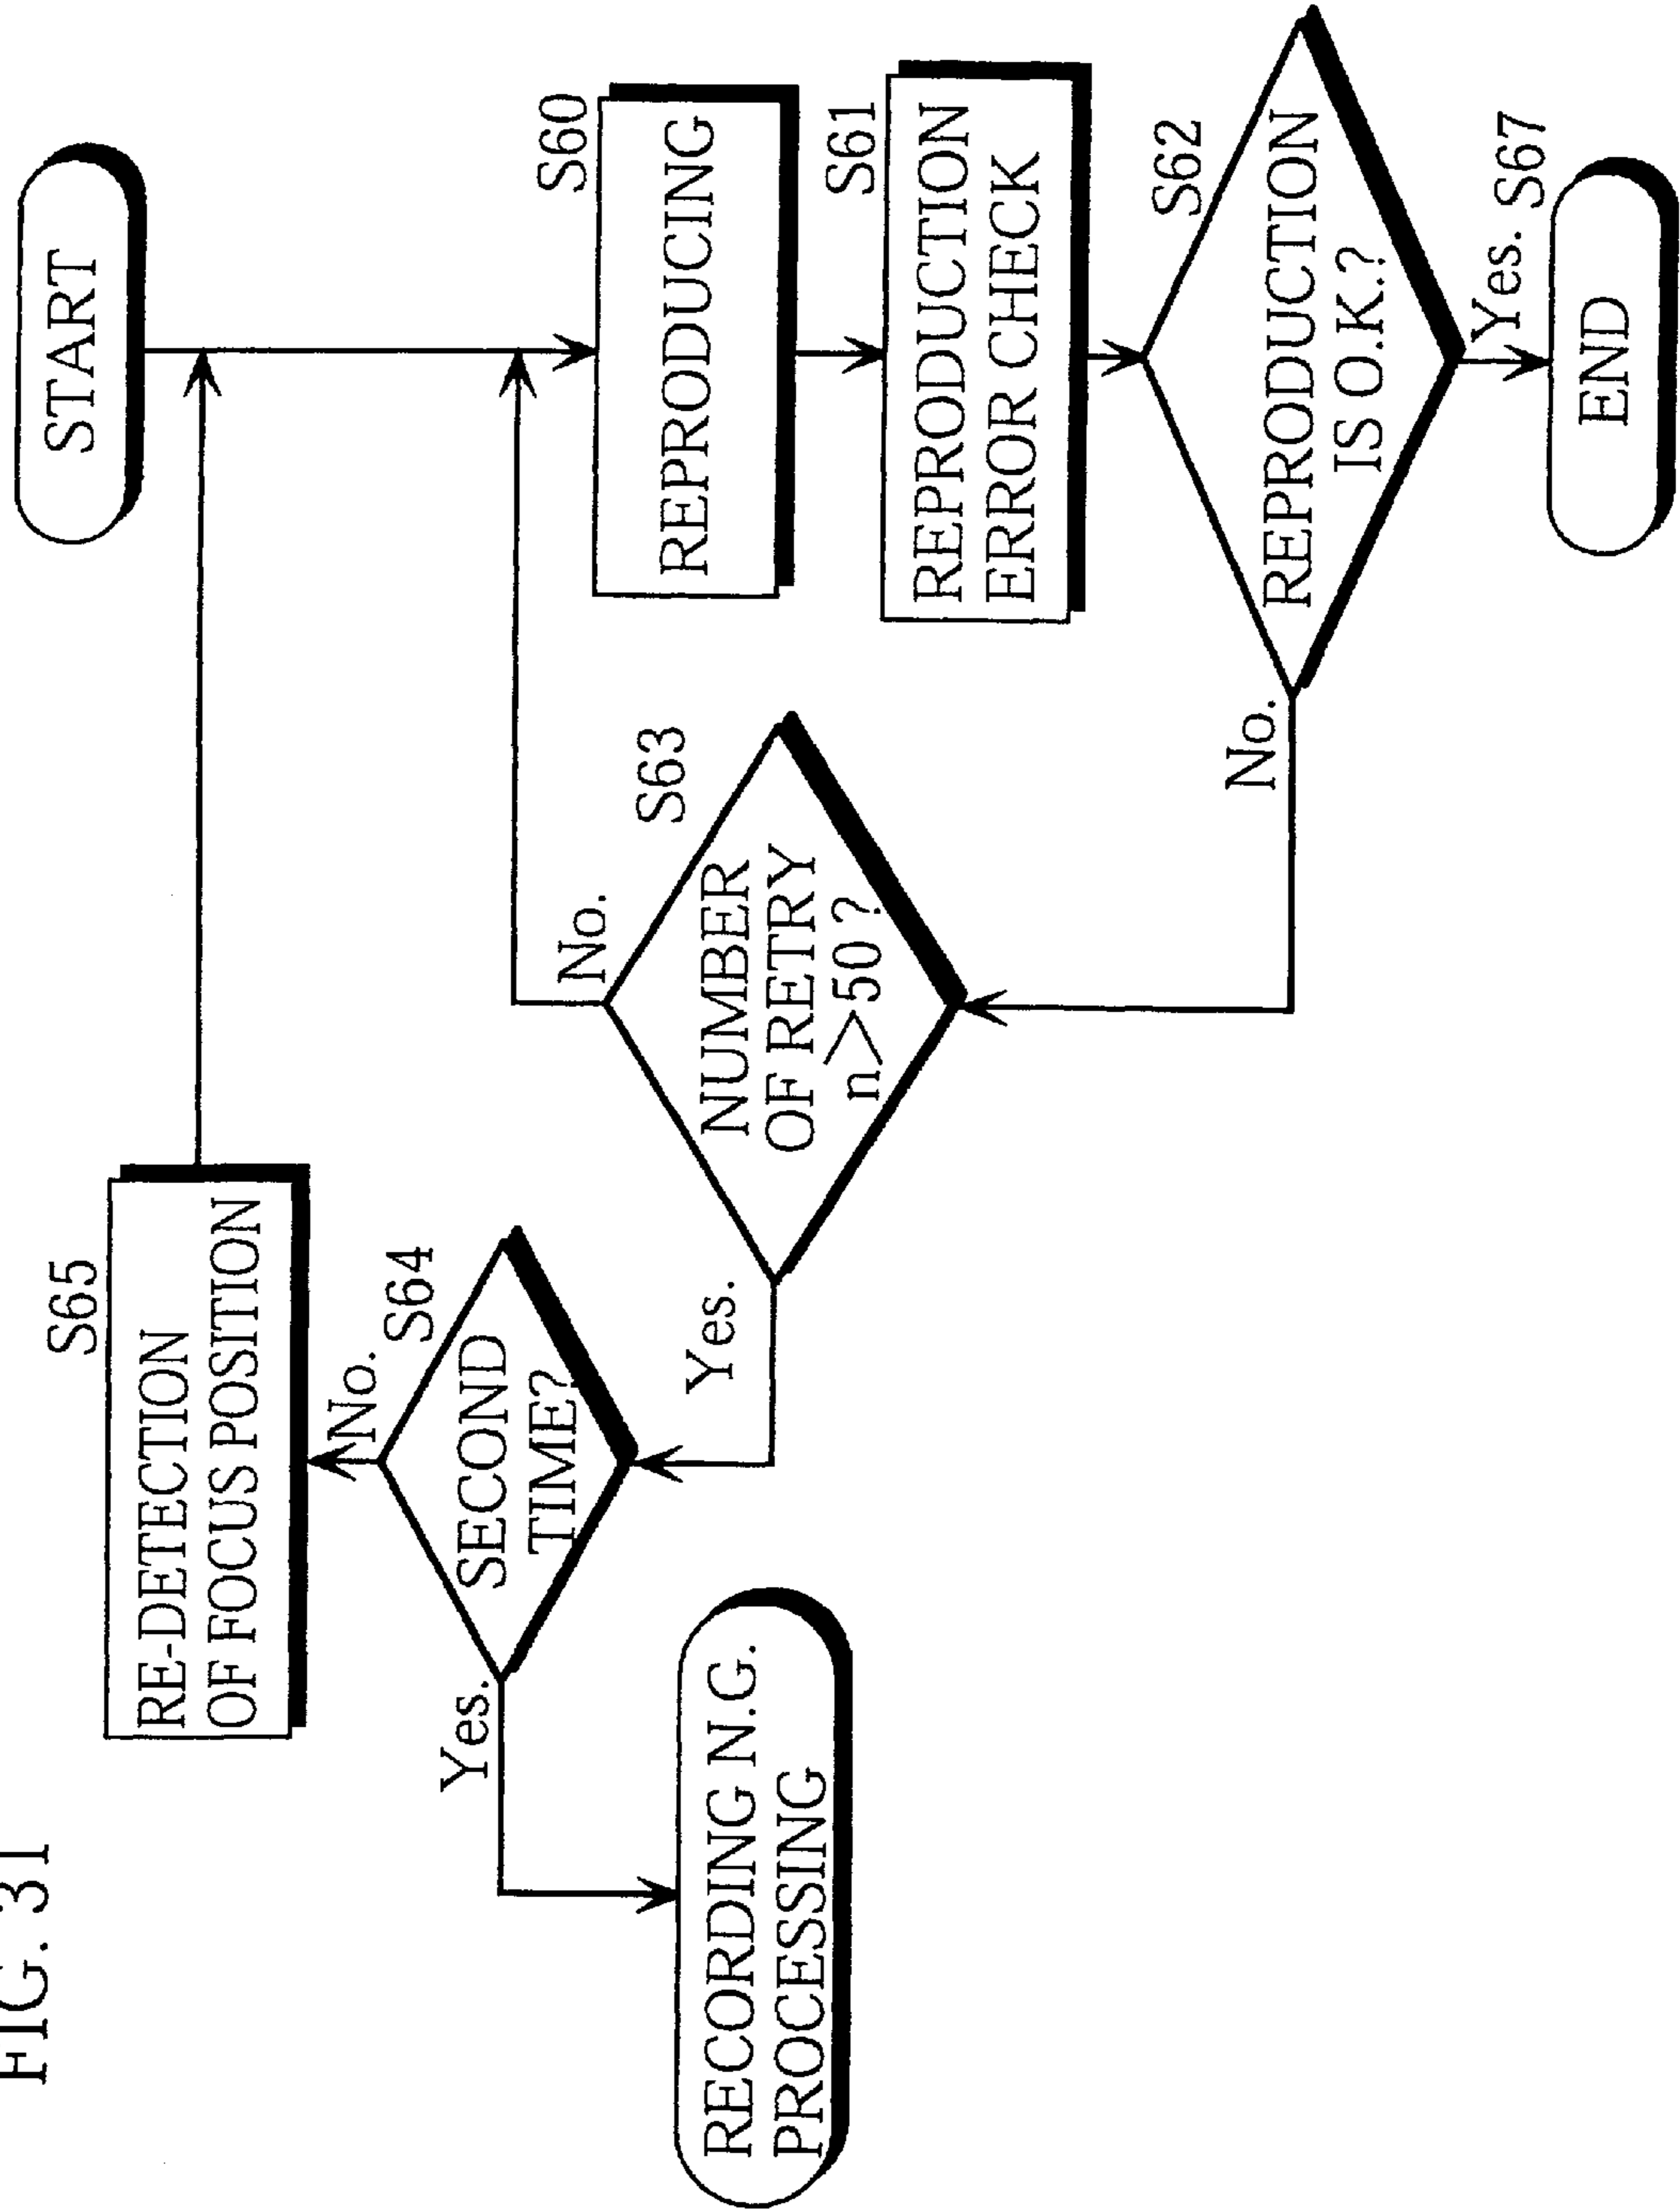 FIG. 31
START
S60
REPRODUCING
S61
REPRODUCTION
ERROR CHECK
S62
REPRODUCTION
IS O.K.?
Yes. S67
END
No.
S63
NUMBER
OF RETRY
n>50?
No.
Yes.
S64
SECOND
TIME?
No.
S65
RE-DETECTION
OF FOCUS POSITION
Yes.
RECORDING N.G.
PROCESSING